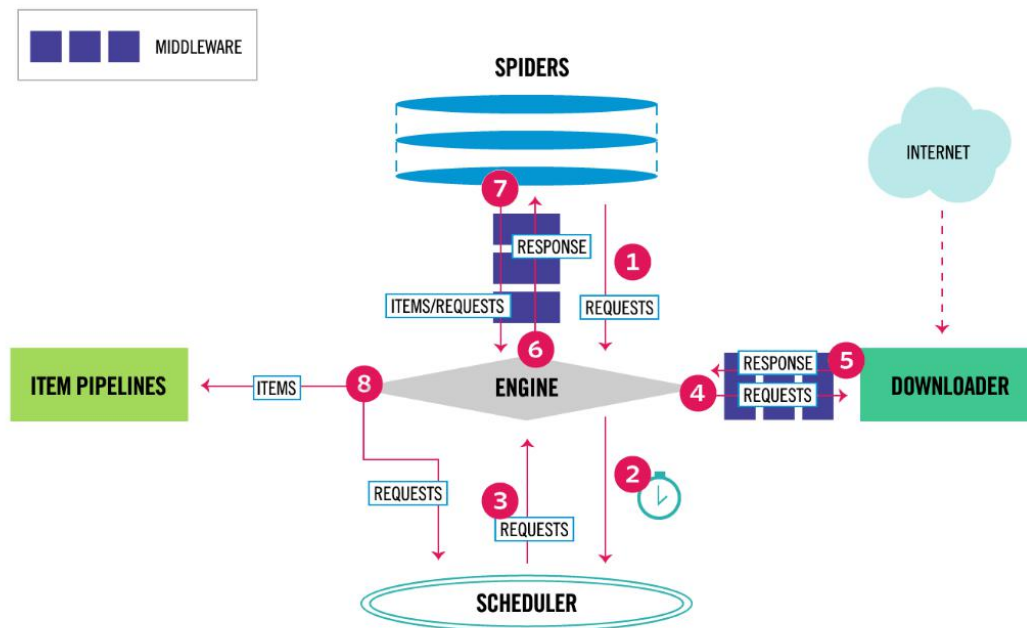 MIDDLEWARE
SPIDERS
INTERNET
7
RESPONSE
1
ITEMS/REQUESTS
REQUESTS
6
ITEM PIPELINES
ITEMS
8
ENGINE
4
RESPONSE
5
REQUESTS
DOWNLOADER
REQUESTS
3
REQUESTS
2
SCHEDULER